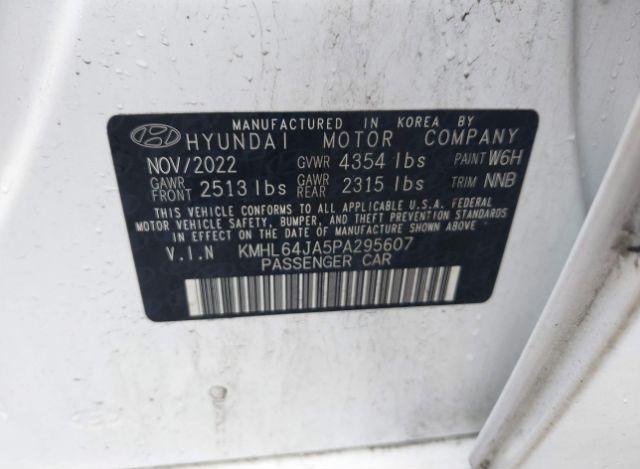 MANUFACTURED IN KOREA BY
HYUNDAI MOTOR COMPANY
NOV/2022 GVWR 4354 lbs PAINT W6H
GAWR FRONT 2513 lbs GAWR REAR 2315 lbs TRIM NNB
THIS VEHICLE CONFORMS TO ALL APPLICABLE U.S.A. FEDERAL
MOTOR VEHICLE SAFETY, BUMPER, AND THEFT PREVENTION STANDARDS
IN EFFECT ON THE DATE OF MANUFACTURE SHOWN ABOVE.
V.I.N KMHL64JA5PA295607
PASSENGER CAR